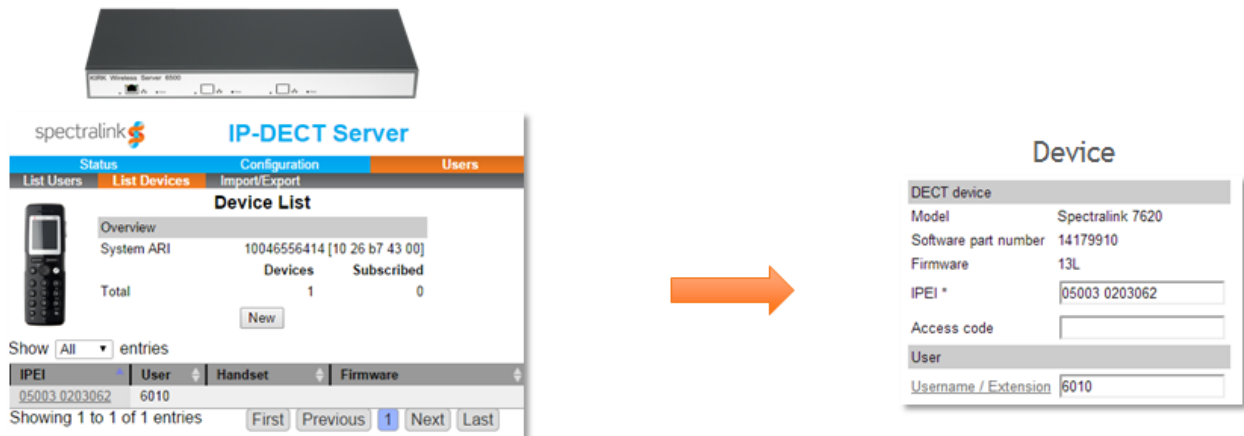 KIRK Wireless Server 6500
spectralink
IP-DECT Server
Status Configuration Users
List Users List Devices Import/Export
Device List
Overview
System ARI 10046556414 [10 26 b7 43 00]
Devices Subscribed
Total 1 0
New
Show All entries
IPEI User Handset Firmware
05003 0203062 6010
Showing 1 to 1 of 1 entries First Previous 1 Next Last
Device
DECT device
Model Spectralink 7620
Software part number 14179910
Firmware 13L
IPEI * 05003 0203062
Access code
User
Username / Extension 6010